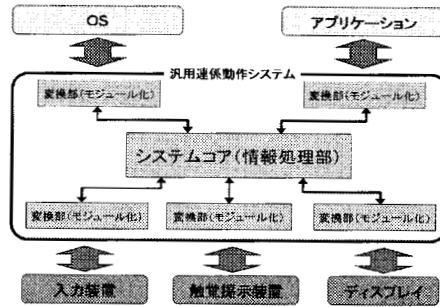 OS
アプリケーション
汎用連係動作システム
変換部(モジュール化)
変換部(モジュール化)
システムコア(情報処理部)
変換部(モジュール化)
変換部(モジュール化)
変換部(モジュール化)
入力装置
触覚提示装置
ディスプレイ